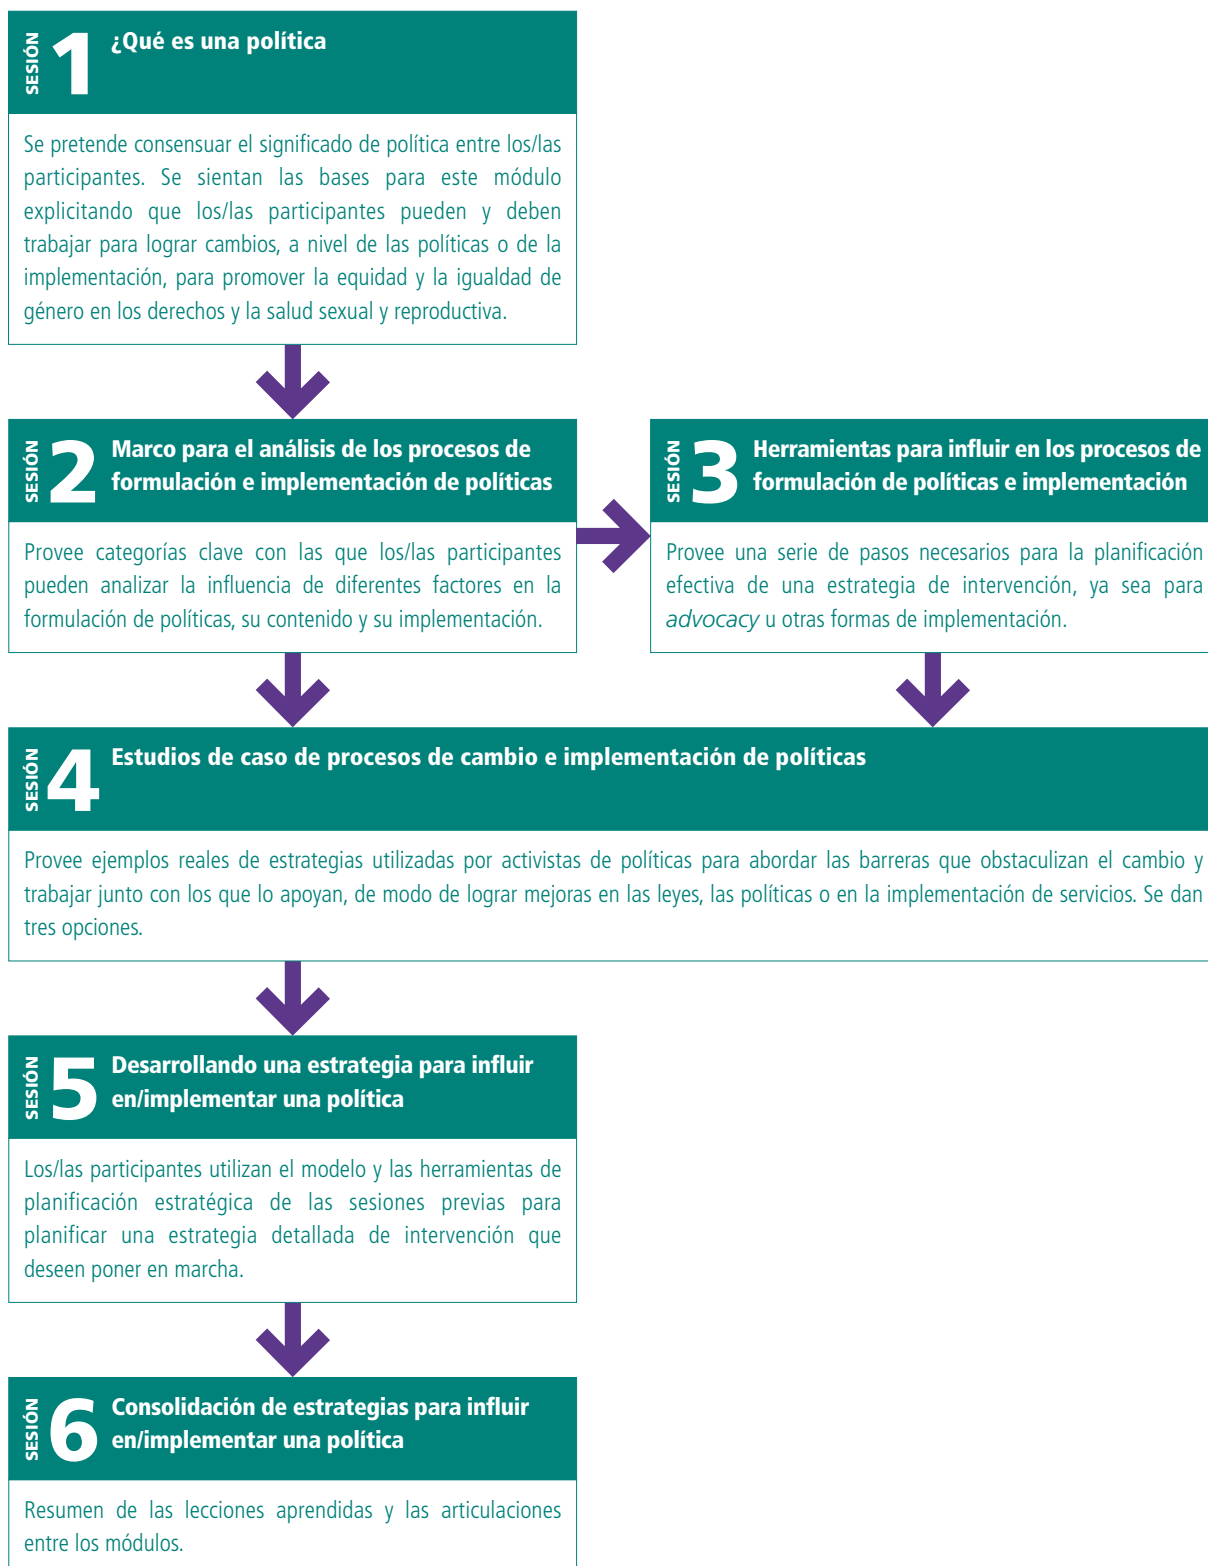 SESIÓN 1 ¿Qué es una política
Se pretende consensuar el significado de política entre los/las
participantes. Se sientan las bases para este módulo
explicitando que los/las participantes pueden y deben
trabajar para lograr cambios, a nivel de las políticas o de la
implementación, para promover la equidad y la igualdad de
género en los derechos y la salud sexual y reproductiva.
SESIÓN 2 Marco para el análisis de los procesos de
formulación e implementación de políticas
Provee categorías clave con las que los/las participantes
pueden analizar la influencia de diferentes factores en la
formulación de políticas, su contenido y su implementación.
SESIÓN 3 Herramientas para influir en los procesos de
formulación de políticas e implementación
Provee una serie de pasos necesarios para la planificación
efectiva de una estrategia de intervención, ya sea para
advocacy u otras formas de implementación.
SESIÓN 4 Estudios de caso de procesos de cambio e implementación de políticas
Provee ejemplos reales de estrategias utilizadas por activistas de políticas para abordar las barreras que obstaculizan el cambio y
trabajar junto con los que lo apoyan, de modo de lograr mejoras en las leyes, las políticas o en la implementación de servicios. Se dan
tres opciones.
SESIÓN 5 Desarrollando una estrategia para influir
en/implementar una política
Los/las participantes utilizan el modelo y las herramientas de
planificación estratégica de las sesiones previas para
planificar una estrategia detallada de intervención que
deseen poner en marcha.
SESIÓN 6 Consolidación de estrategias para influir
en/implementar una política
Resumen de las lecciones aprendidas y las articulaciones
entre los módulos.